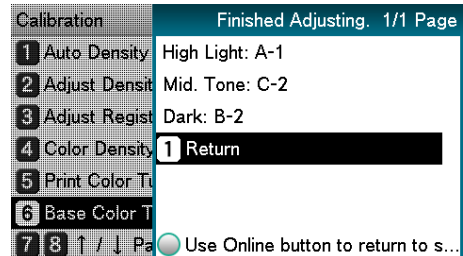 Calibration
1 Auto Density
2 Adjust Densit
3 Adjust Regist
4 Color Density
5 Print Color Tu
6 Base Color T
7 8 ↑ / ↓ Pa
Finished Adjusting. 1/1 Page
High Light: A-1
Mid. Tone: C-2
Dark: B-2
1 Return
Use Online button to return to s...